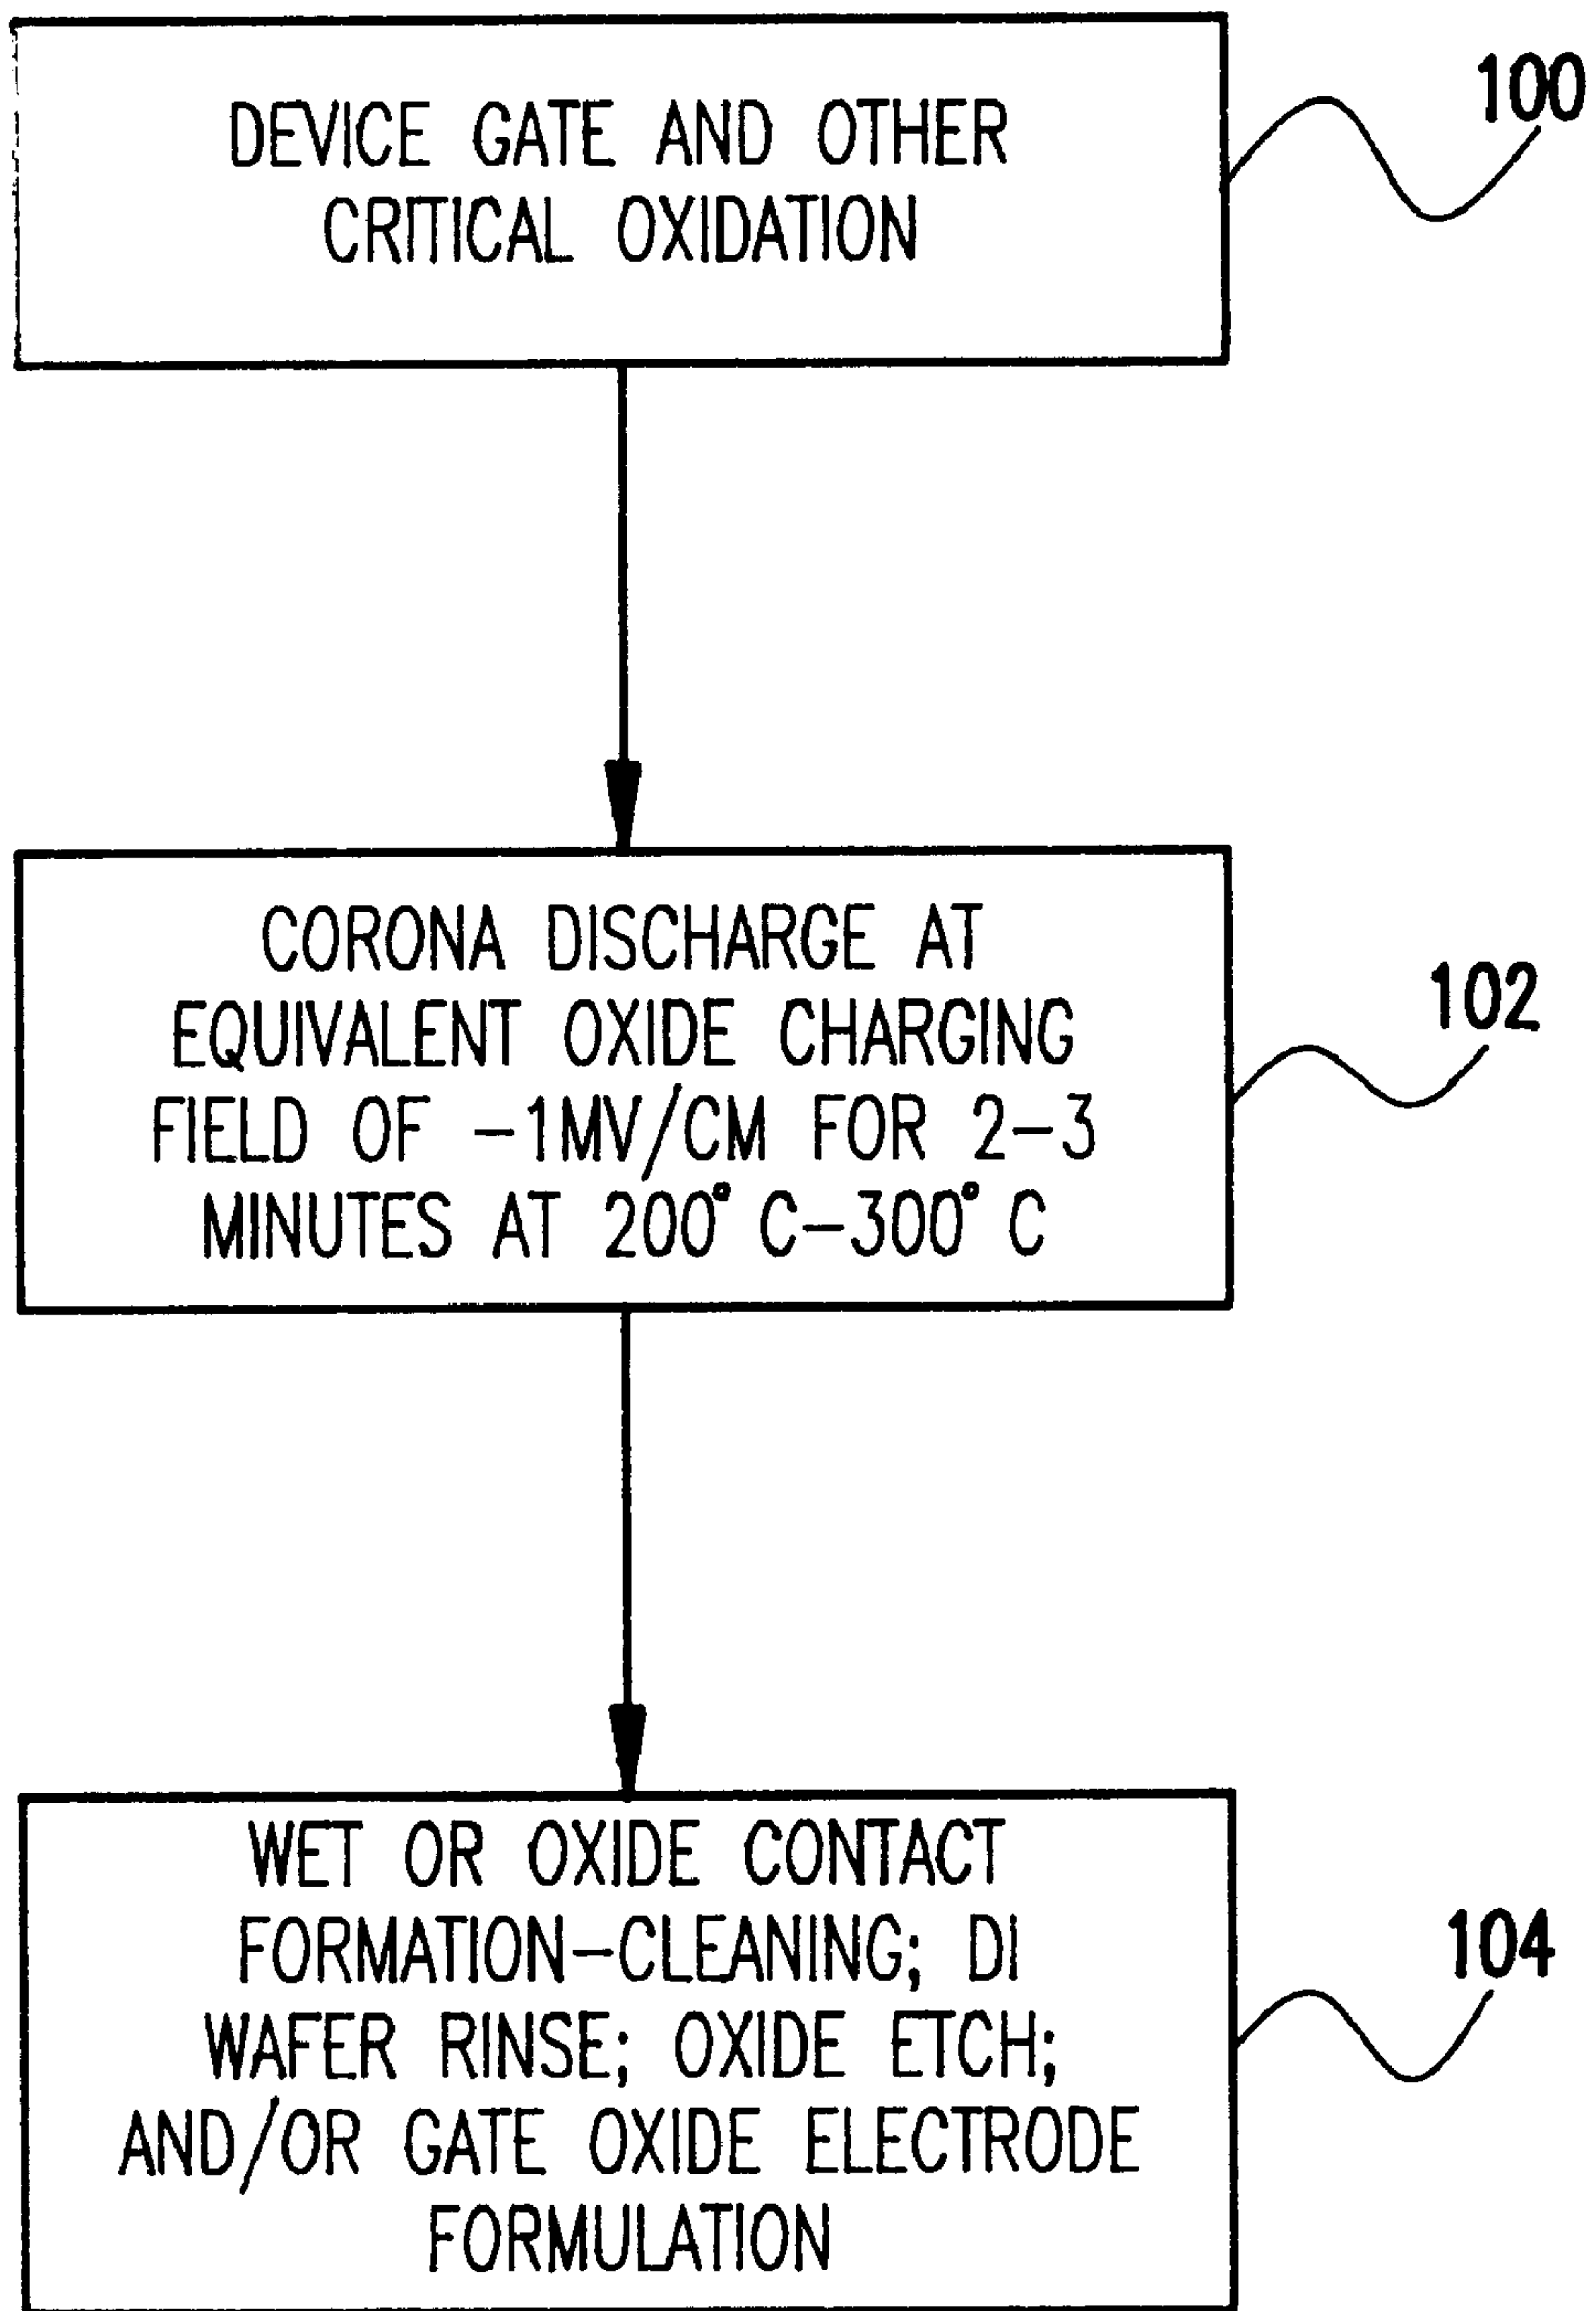 DEVICE GATE AND OTHER
CRITICAL OXIDATION
100
CORONA DISCHARGE AT
EQUIVALENT OXIDE CHARGING
FIELD OF -1MV/CM FOR 2-3
MINUTES AT 200° C-300° C
102
WET OR OXIDE CONTACT
FORMATION-CLEANING; DI
WAFER RINSE; OXIDE ETCH;
AND/OR GATE OXIDE ELECTRODE
FORMULATION
104